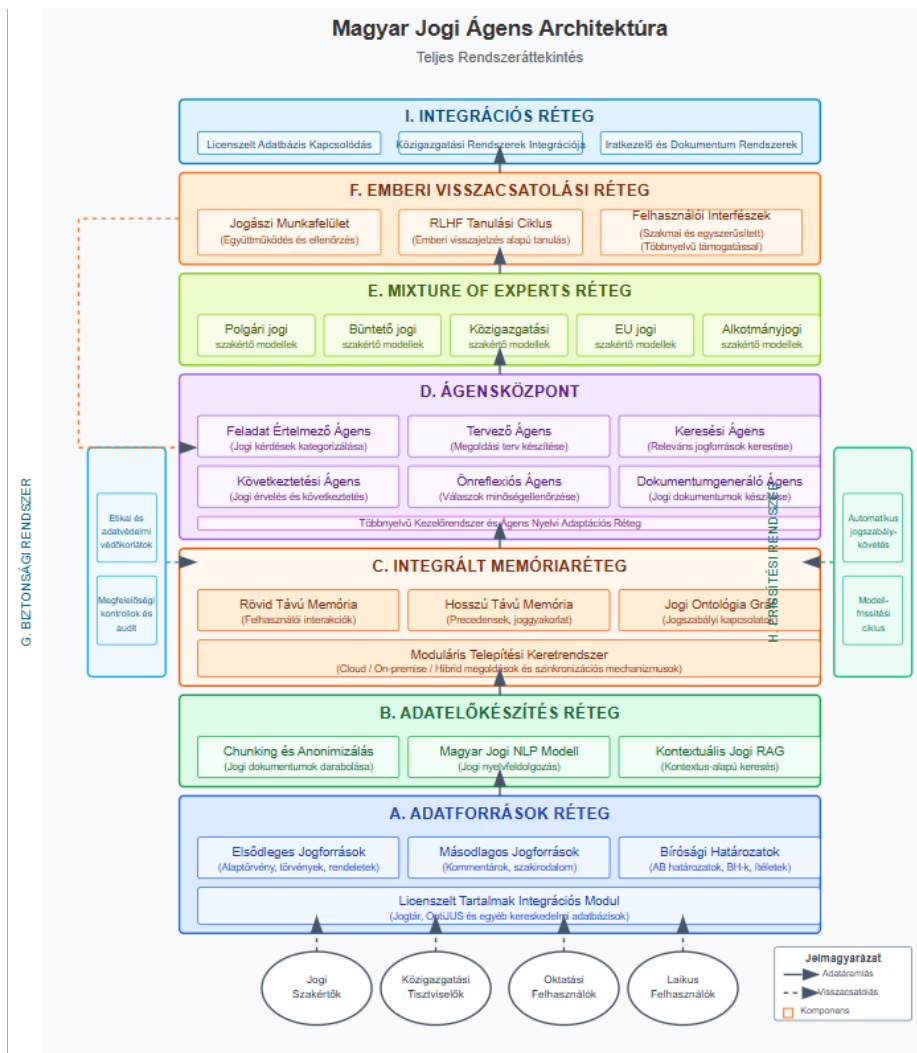 Magyar Jogi Ágens Architektúra
Teljes Rendszeráttekintés
I. INTEGRÁCIÓS RÉTEG
Licenszelt Adatbázis Kapcsolódás
Közigazgatási Rendszerek Integrációja
Iratkezelő és Dokumentum Rendszerek
F. EMBERI VISSZACSATOLÁSI RÉTEG
Jogászi Munkafelület
(Együttműködés és ellenőrzés)
RLHF Tanulási Ciklus
(Emberi visszajelzés alapú tanulás)
Felhasználói Interfészek
(Szakmai és egyszerűsített)
(Többnyelvű támogatással)
E. MIXTURE OF EXPERTS RÉTEG
Polgári jogi
szakértő modellek
Büntető jogi
szakértő modellek
Közigazgatási
szakértő modellek
EU jogi
szakértő modellek
Alkotmányjogi
szakértő modellek
D. ÁGENSKÖZPONT
Feladat Értelmező Ágens
(Jogi kérdések kategorizálása)
Tervező Ágens
(Megoldási terv készítése)
Keresési Ágens
(Releváns jogforrások keresése)
Következtetési Ágens
(Jogi érvelés és következtetés)
Önreflexiós Ágens
(Válaszok minőségellenőrzése)
Dokumentumgeneráló Ágens
(Jogi dokumentumok készítése)
Többnyelvű Kezelőrendszer és Ágens Nyelvi Adaptációs Réteg
G. BIZTONSÁGI RENDSZER
Etikai és
adatvédelmi
védőkorlátok
Megfelelőségi
kontrollok és
audit
H. FRISSÍTÉSI RENDSZER
Automatikus
jogszabály-
követés
Modell-
frissítési
ciklus
C. INTEGRÁLT MEMÓRIARÉTEG
Rövid Távú Memória
(Felhasználói interakciók)
Hosszú Távú Memória
(Precedensek, joggyakorlat)
Jogi Ontológia Gráf
(Jogszabályi kapcsolatok)
Moduláris Telepítési Keretrendszer
(Cloud / On-premise / Hibrid megoldások és szinkronizációs mechanizmusok)
B. ADATELŐKÉSZÍTÉS RÉTEG
Chunking és Anonimizálás
(Jogi dokumentumok darabolása)
Magyar Jogi NLP Modell
(Jogi nyelvfeldolgozás)
Kontextuális Jogi RAG
(Kontextus-alapú keresés)
A. ADATFORRÁSOK RÉTEG
Elsődleges Jogforrások
(Alaptörvény, törvények, rendeletek)
Másodlagos Jogforrások
(Kommentárok, szakirodalom)
Bírósági Határozatok
(AB határozatok, BH-k, ítéletek)
Licenszelt Tartalmak Integrációs Modul
(Jogtár, OptiJUS és egyéb kereskedelmi adatbázisok)
Jogi
Szakértők
Közigazgatási
Tisztviselők
Oktatási
Felhasználók
Laikus
Felhasználók
Jelmagyarázat
Adatáramlás
Visszacsatolás
Komponens